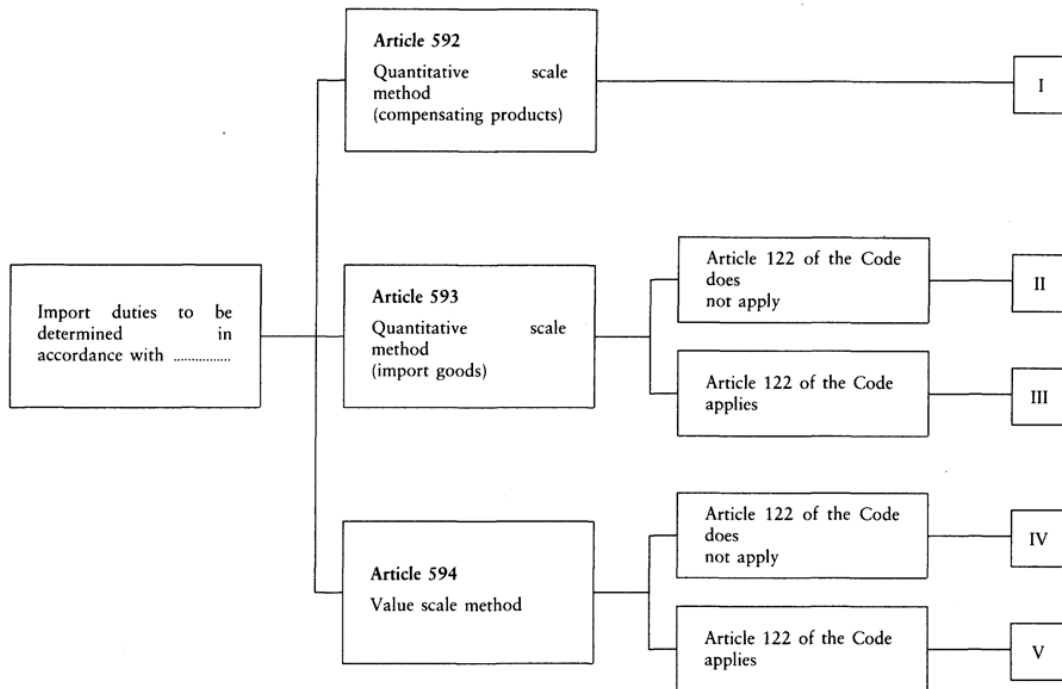 Article 592
Quantitative scale
method
(compensating products)
I
Import duties to be
determined in
accordance with ................
Article 593
Quantitative scale
method
(import goods)
Article 122 of the Code
does
not apply
II
Article 122 of the Code
applies
III
Article 594
Value scale method
Article 122 of the Code
does
not apply
IV
Article 122 of the Code
applies
V